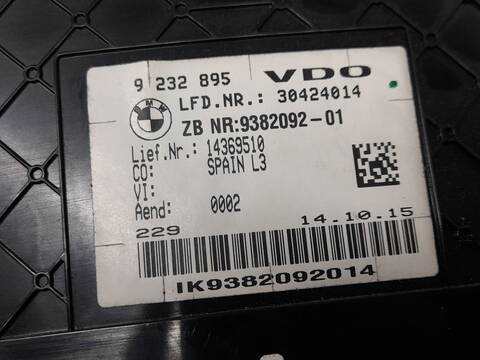 9 232 895 VDO
LFD.NR.: 30424014
BMW
ZB NR:9382092-01
Lief.Nr.: 14369510
CO: SPAIN L3
VI:
Aend: 0002
229 14.10.15
IK9382092014